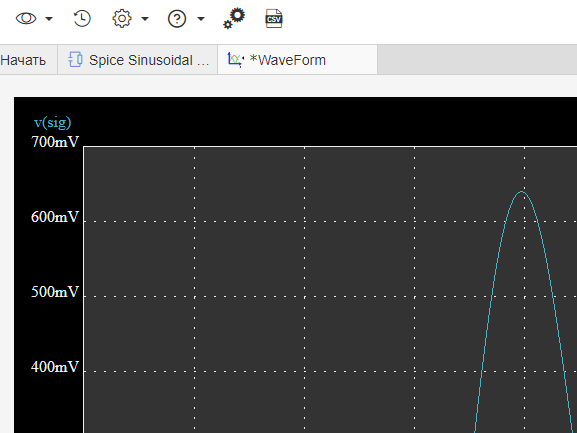 CSV
Начать
Spice Sinusoidal ...
*WaveForm
v(sig)
700mV
600mV
500mV
400mV